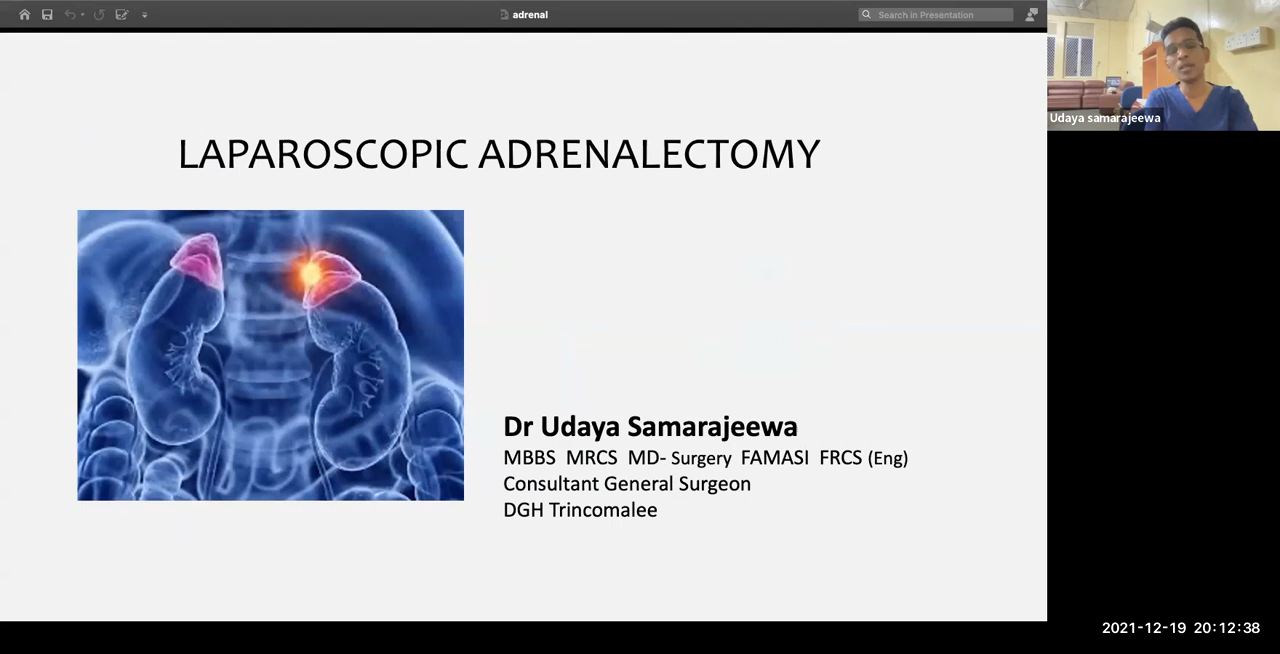 adrenal
Search in Presentation
Udaya samarajeewa
LAPAROSCOPIC ADRENALECTOMY
Dr Udaya Samarajeewa
MBBS MRCS MD- Surgery FAMASI FRCS (Eng)
Consultant General Surgeon
DGH Trincomalee
2021-12-19 20:12:38